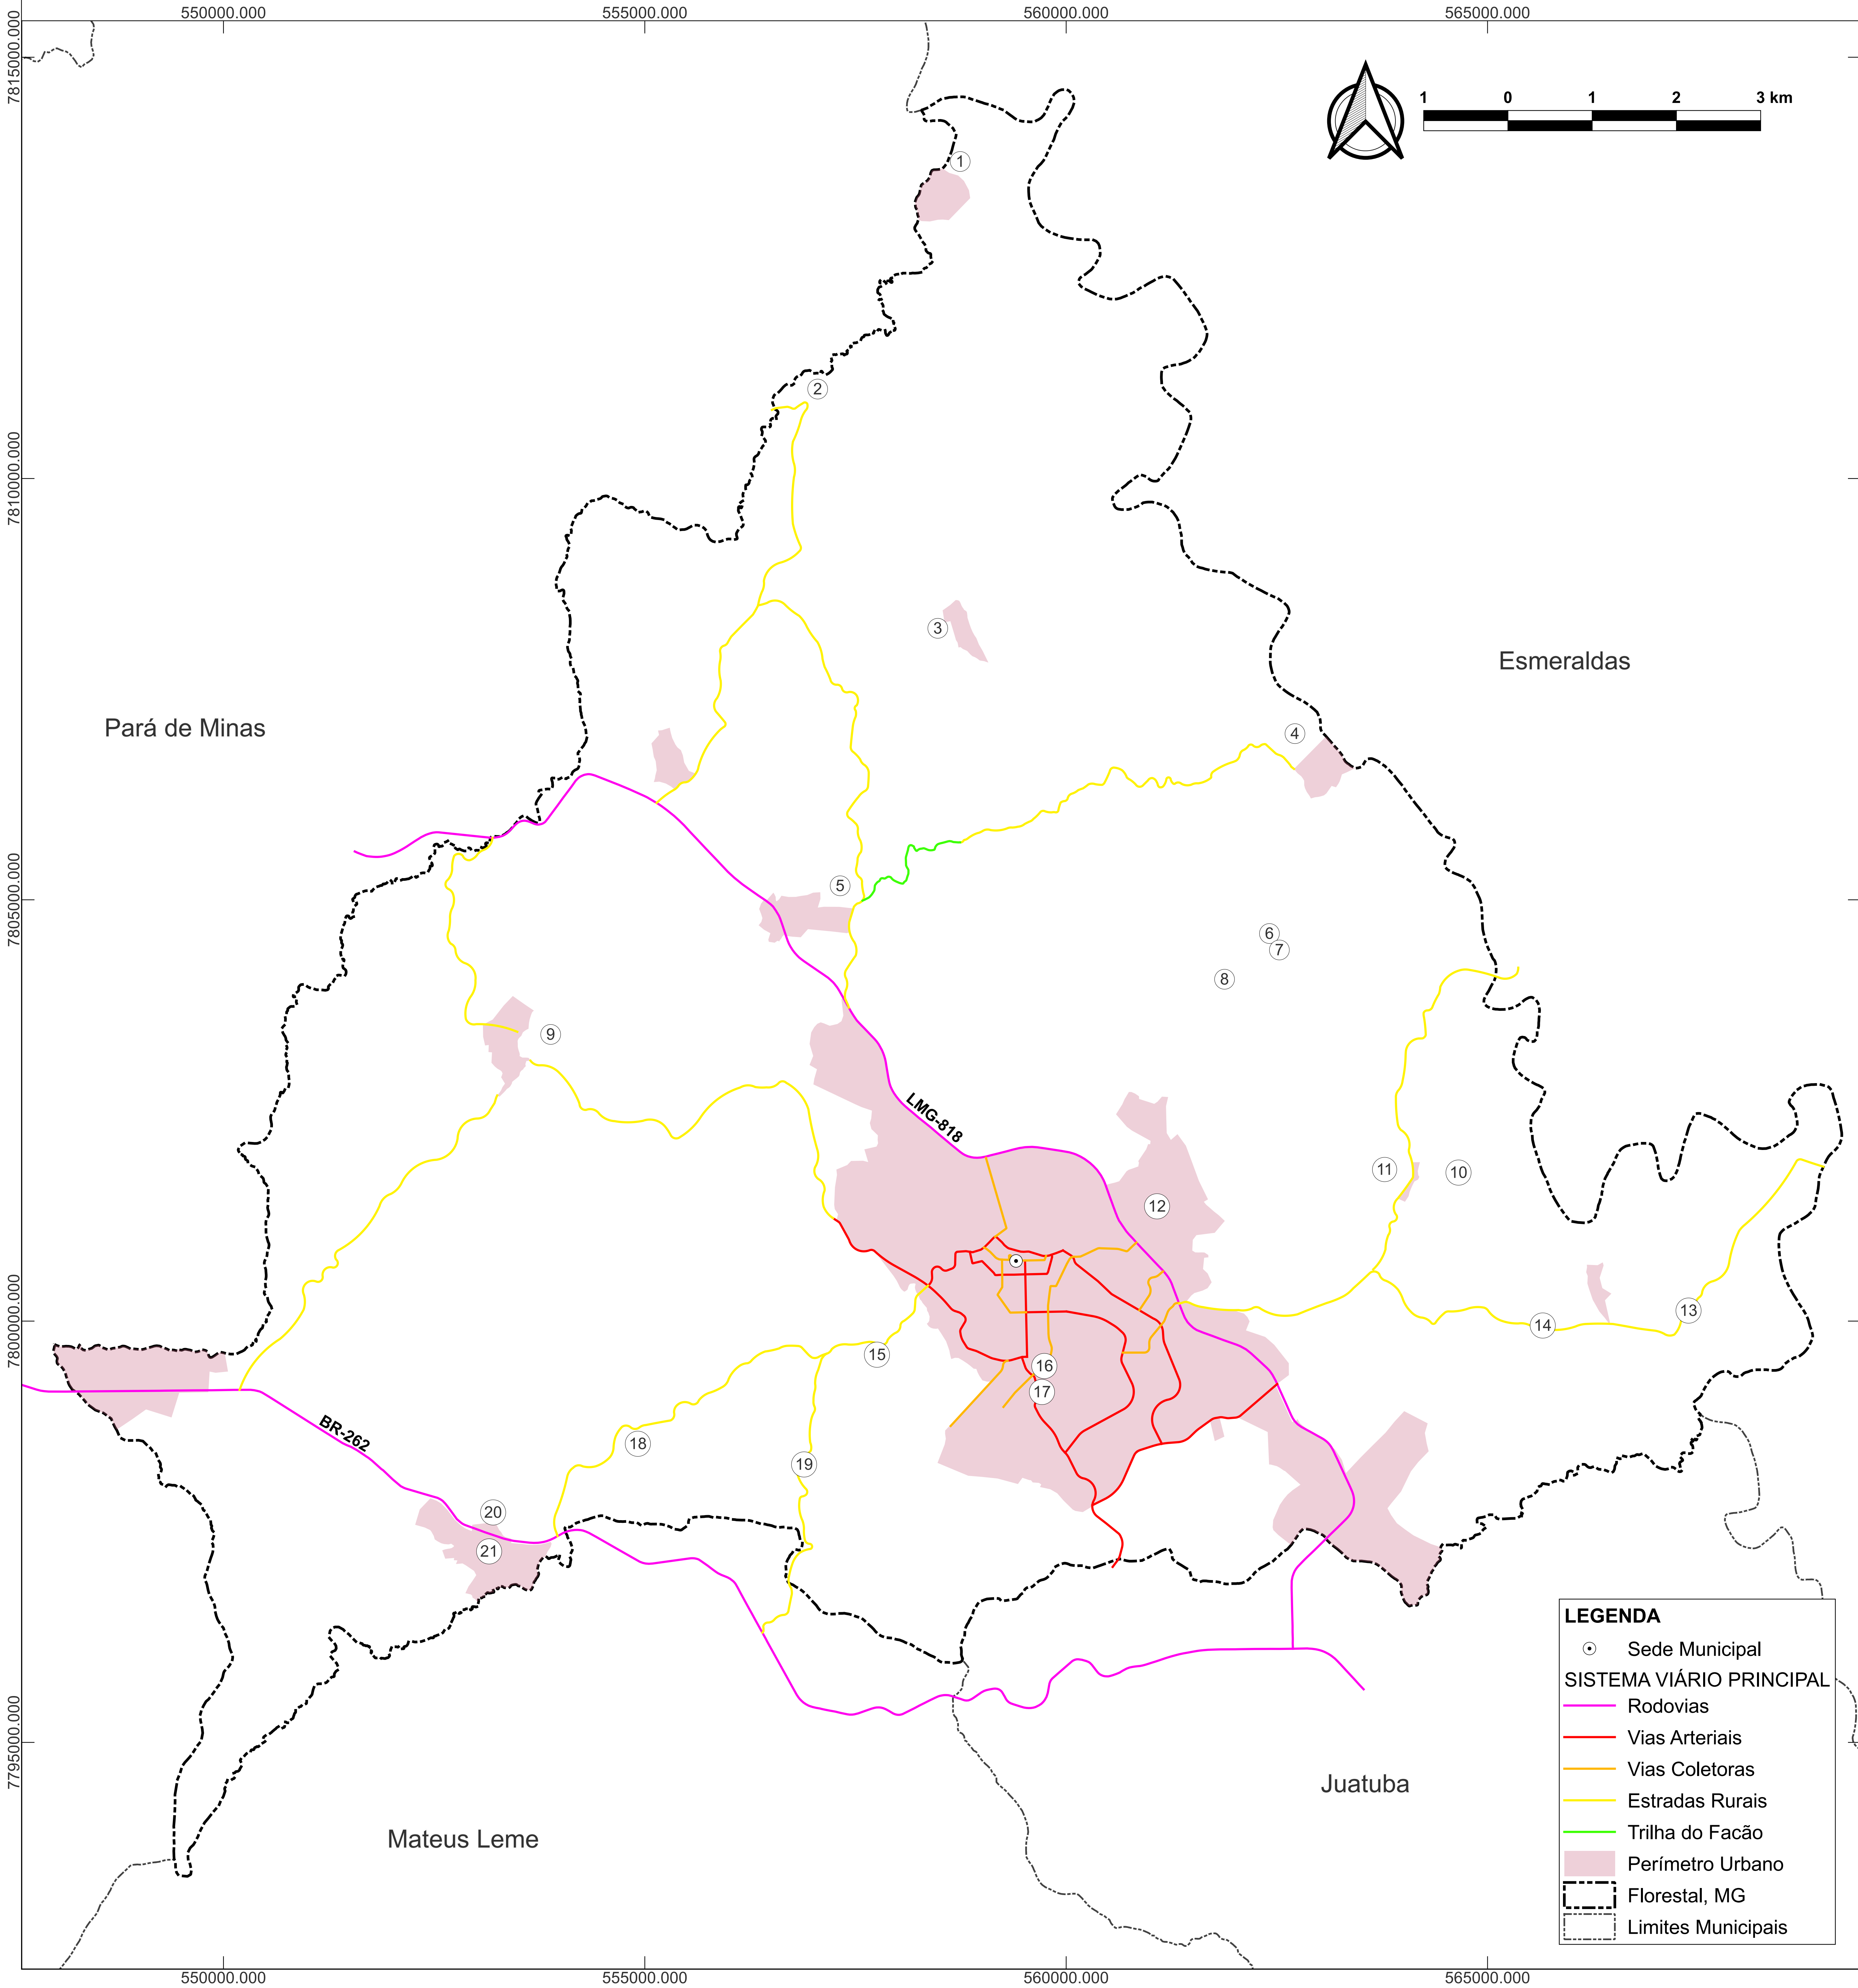 550000.000
555000.000
560000.000
565000.000
7815000.000
7810000.000
7805000.000
7800000.000
7795000.000
1 0 1 2 3 km
1
2
3
Esmeraldas
Pará de Minas
4
5
6
7
8
9
LMG-818
11
10
12
13
14
15
16
17
BR-262
18
19
20
21
Juatuba
Mateus Leme
LEGENDA
Sede Municipal
SISTEMA VIÁRIO PRINCIPAL
Rodovias
Vias Arteriais
Vias Coletoras
Estradas Rurais
Trilha do Facão
Perímetro Urbano
Florestal, MG
Limites Municipais
550000.000
555000.000
560000.000
565000.000